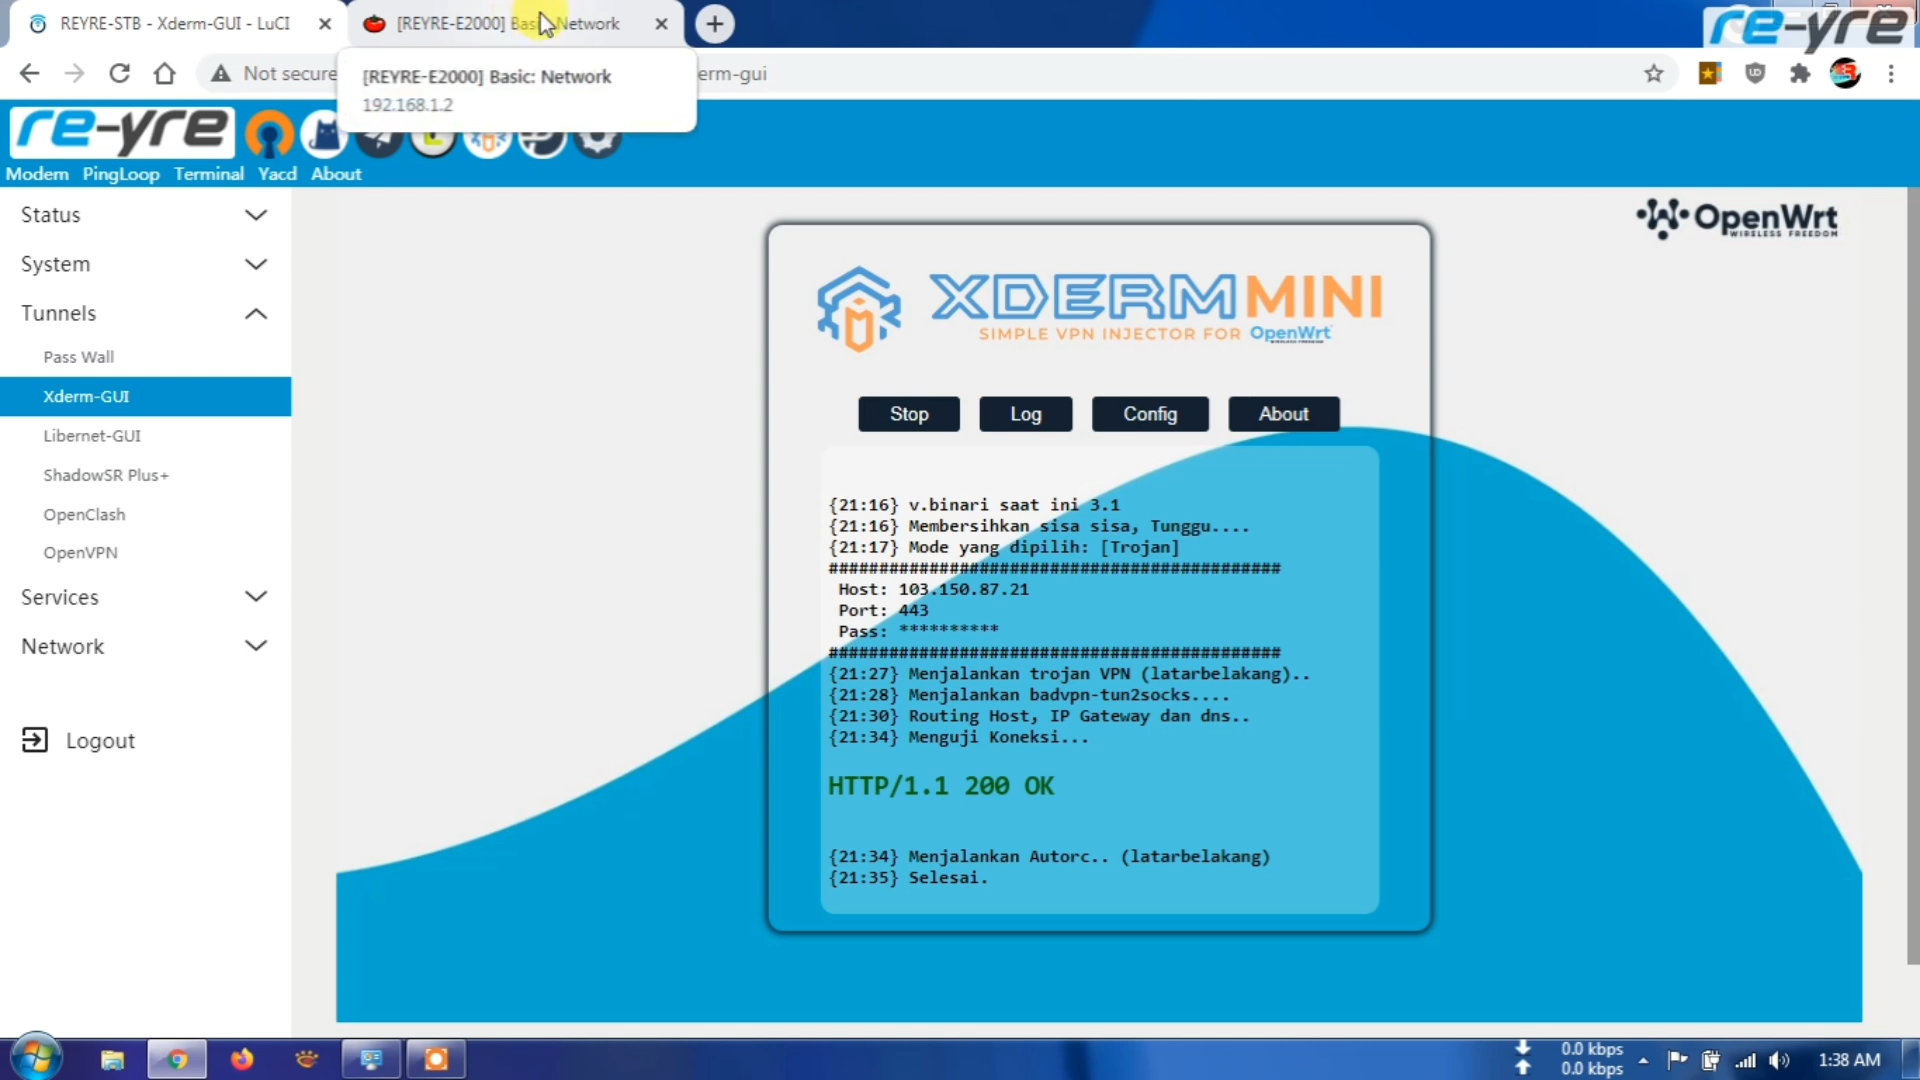 REYRE-STB - Xderm-GUI - LuCI
[REYRE-E2000] Basic: Network
re-yre
Not secure
erm-gui
[REYRE-E2000] Basic: Network
192.168.1.2
re-yre
Modem PingLoop Terminal Yacd About
Status
System
Tunnels
Pass Wall
Xderm-GUI
Libernet-GUI
ShadowSR Plus+
OpenClash
OpenVPN
Services
Network
Logout
OpenWrt
WIRELESS FREEDOM
XDERMMINI
SIMPLE VPN INJECTOR FOR OpenWrt
Stop Log Config About
{21:16} v.binari saat ini 3.1
{21:16} Membersihkan sisa sisa, Tunggu....
{21:17} Mode yang dipilih: [Trojan]
#############################################
Host: 103.150.87.21
Port: 443
Pass: **********
#############################################
{21:27} Menjalankan trojan VPN (latarbelakang)..
{21:28} Menjalankan badvpn-tun2socks....
{21:30} Routing Host, IP Gateway dan dns..
{21:34} Menguji Koneksi...
HTTP/1.1 200 OK
{21:34} Menjalankan Autorc.. (latarbelakang)
{21:35} Selesai.
0.0 kbps
0.0 kbps
1:38 AM